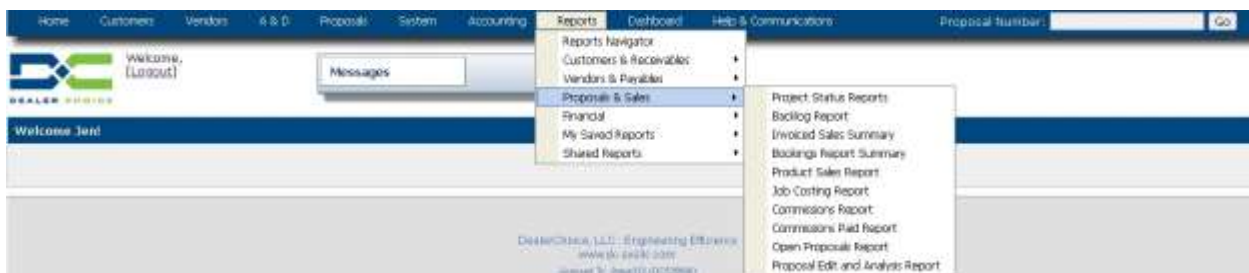 Home Customers Vendors A & D Proposals System Accounting Reports Dashboard Help & Communications Proposal Number: Go
Welcome,
[Logout]
Messages
DEALER CHOICE
Welcome Jen!
Reports Navigator
Customers & Receivables
Vendors & Payables
Proposals & Sales
Financial
My Saved Reports
Shared Reports
Project Status Reports
Backlog Report
Invoiced Sales Summary
Bookings Report Summary
Product Sales Report
Job Costing Report
Commissions Report
Commissions Paid Report
Open Proposals Report
Proposal Edit and Analysis Report
DealerChoice, LLC Engineering Efficiency